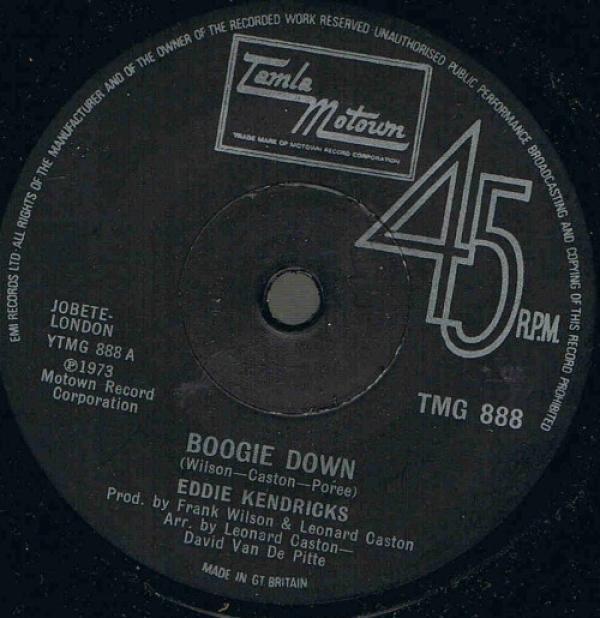 EMI RECORDS LTD·ALL RIGHTS OF THE MANUFACTURER AND OF THE OWNER OF THE RECORDED WORK RESERVED·UNAUTHORISED PUBLIC PERFORMANCE BROADCASTING AND COPYING OF THIS RECORD PROHIBITED
Tamla
Motown
TRADE MARK OF MOTOWN RECORD CORPORATION
45
R.P.M.
JOBETE-
LONDON
YTMG 888 A
℗1973
Motown Record
Corporation
TMG 888
BOOGIE DOWN
(Wilson—Caston—Poree)
EDDIE KENDRICKS
Prod. by Frank Wilson & Leonard Caston
Arr. by Leonard Caston—
David Van De Pitte
MADE IN GT BRITAIN